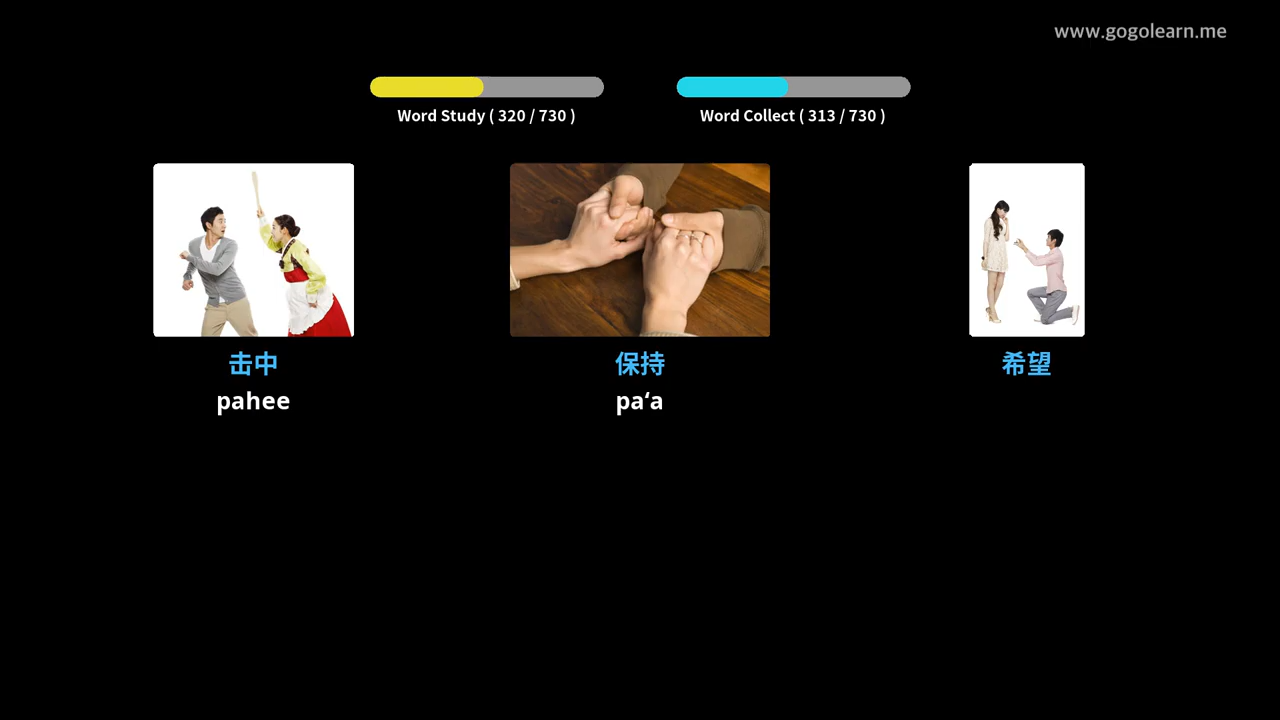 www.gogolearn.me
Word Study ( 320 / 730 )
Word Collect ( 313 / 730 )
击中
pahee
保持
pa‘a
希望